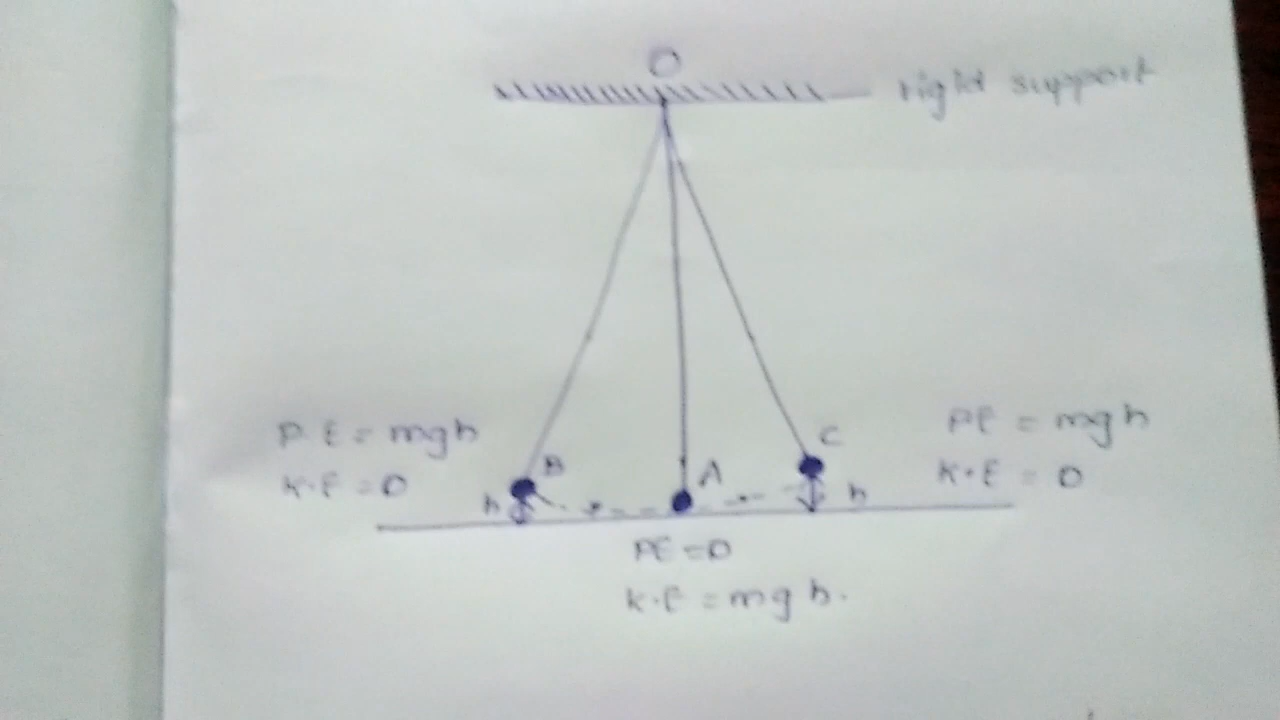 O
rigid support
P.E = mgh
K.E = 0
B
h
A
C
h
PE = mgh
K.E = 0
PE = 0
K.E = mgh.